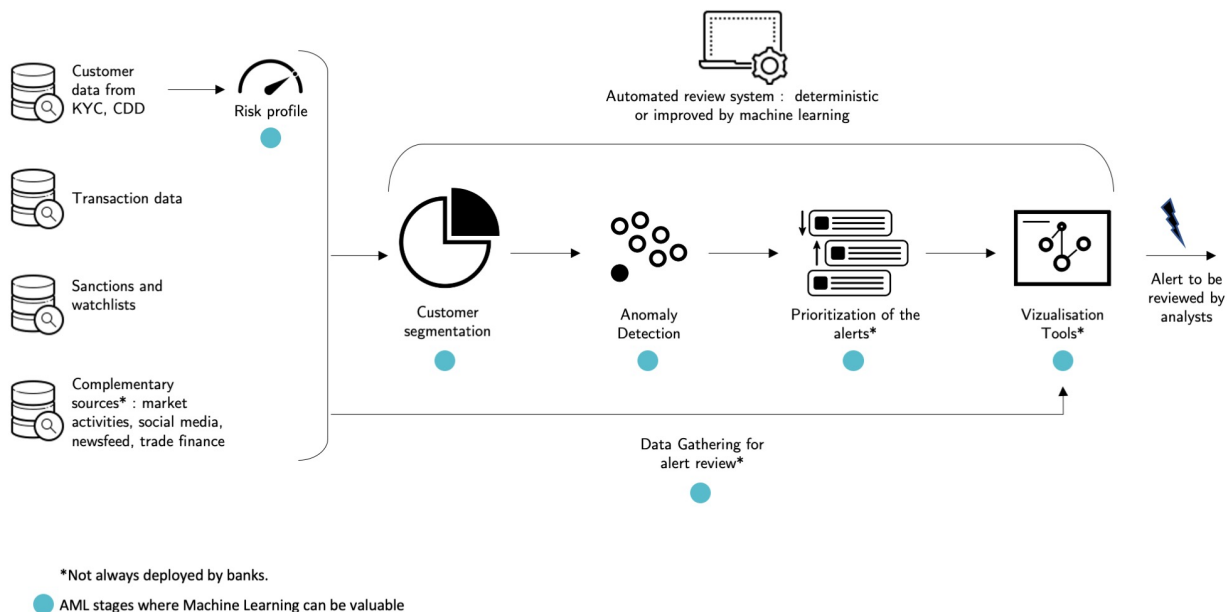 Customer
data from
KYC, CDD
Risk profile
Automated review system : deterministic
or improved by machine learning
Transaction data
Sanctions and
watchlists
Complementary
sources* : market
activities, social media,
newsfeed, trade finance
Customer
segmentation
Anomaly
Detection
Prioritization of the
alerts*
Vizualisation
Tools*
Alert to be
reviewed by
analysts
Data Gathering for
alert review*
*Not always deployed by banks.
AML stages where Machine Learning can be valuable